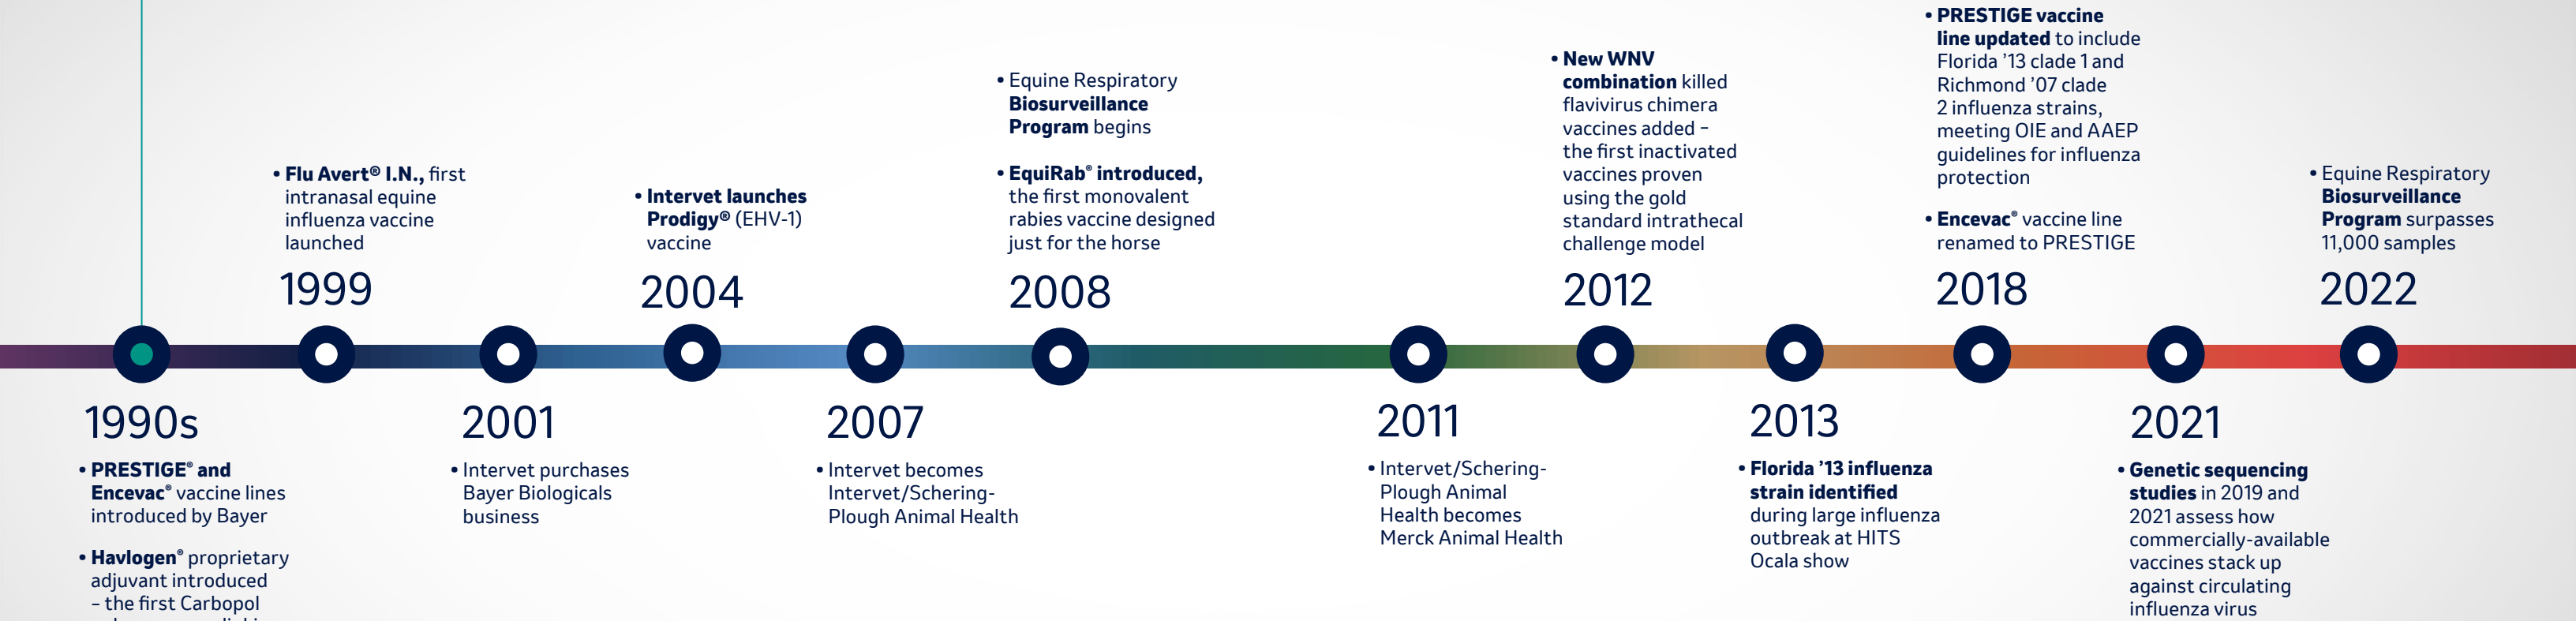 • Flu Avert® I.N., first
intranasal equine
influenza vaccine
launched
1999
• Intervet launches
Prodigy® (EHV-1)
vaccine
2004
• Equine Respiratory
Biosurveillance
Program begins
• EquiRab® introduced,
the first monovalent
rabies vaccine designed
just for the horse
2008
• New WNV
combination killed
flavivirus chimera
vaccines added –
the first inactivated
vaccines proven
using the gold
standard intrathecal
challenge model
2012
• PRESTIGE vaccine
line updated to include
Florida ’13 clade 1 and
Richmond ’07 clade
2 influenza strains,
meeting OIE and AAEP
guidelines for influenza
protection
• Encevac® vaccine line
renamed to PRESTIGE
2018
• Equine Respiratory
Biosurveillance
Program surpasses
11,000 samples
2022
1990s
• PRESTIGE® and
Encevac® vaccine lines
introduced by Bayer
• Havlogen® proprietary
adjuvant introduced
– the first Carbopol
2001
• Intervet purchases
Bayer Biologicals
business
2007
• Intervet becomes
Intervet/Schering-
Plough Animal Health
2011
• Intervet/Schering-
Plough Animal
Health becomes
Merck Animal Health
2013
• Florida ’13 influenza
strain identified
during large influenza
outbreak at HITS
Ocala show
2021
• Genetic sequencing
studies in 2019 and
2021 assess how
commercially-available
vaccines stack up
against circulating
influenza virus